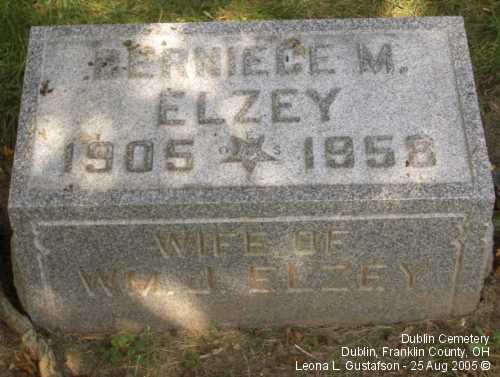 BERNIECE M.
ELZEY
1905 1958
WIFE OF
WM. J. ELZEY
Dublin Cemetery
Dublin, Franklin County, OH
Leona L. Gustafson - 25 Aug 2005 ©